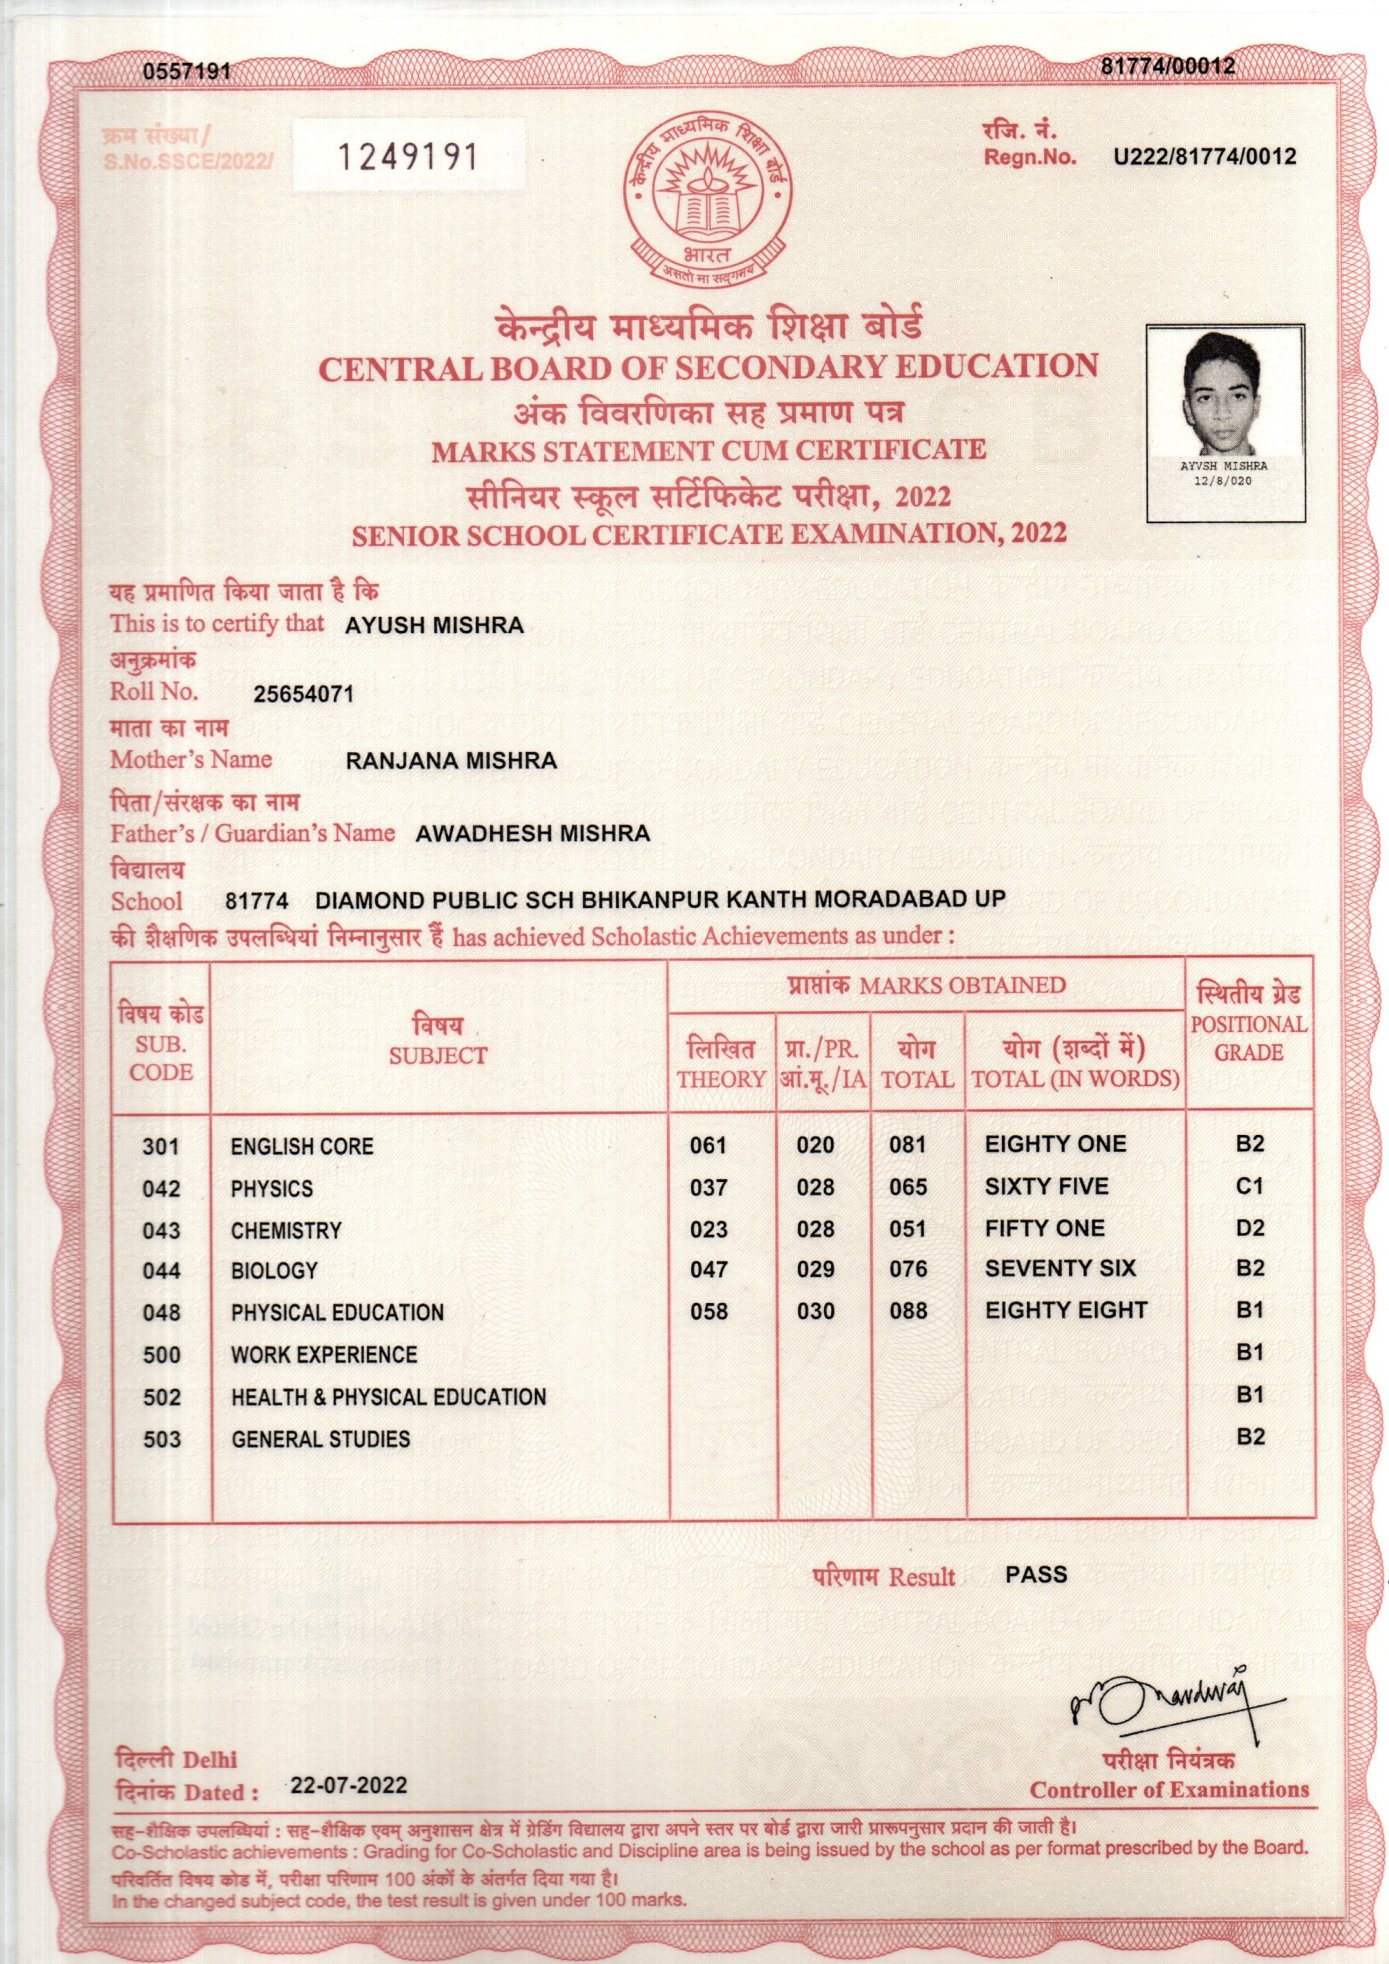 0557191
81774/00012
क्रम संख्या/
S.No.SSCE/2022/
1249191
रजि. नं.
Regn.No. U222/81774/0012
केन्द्रीय माध्यमिक शिक्षा बोर्ड
भारत
असतो मा सद्गमय
केन्द्रीय माध्यमिक शिक्षा बोर्ड
CENTRAL BOARD OF SECONDARY EDUCATION
अंक विवरणिका सह प्रमाण पत्र
MARKS STATEMENT CUM CERTIFICATE
सीनियर स्कूल सर्टिफिकेट परीक्षा, 2022
SENIOR SCHOOL CERTIFICATE EXAMINATION, 2022
AYVSH MISHRA
12/8/020
यह प्रमाणित किया जाता है कि
This is to certify that AYUSH MISHRA
अनुक्रमांक
Roll No. 25654071
माता का नाम
Mother's Name RANJANA MISHRA
पिता/संरक्षक का नाम
Father's / Guardian's Name AWADHESH MISHRA
विद्यालय
School 81774 DIAMOND PUBLIC SCH BHIKANPUR KANTH MORADABAD UP
की शैक्षणिक उपलब्धियां निम्नानुसार हैं has achieved Scholastic Achievements as under :
विषय कोड
SUB.
CODE
विषय
SUBJECT
प्राप्तांक MARKS OBTAINED
लिखित
THEORY
प्रा./PR.
आं.मू./IA
योग
TOTAL
योग (शब्दों में)
TOTAL (IN WORDS)
स्थितीय ग्रेड
POSITIONAL
GRADE
301 ENGLISH CORE 061 020 081 EIGHTY ONE B2
042 PHYSICS 037 028 065 SIXTY FIVE C1
043 CHEMISTRY 023 028 051 FIFTY ONE D2
044 BIOLOGY 047 029 076 SEVENTY SIX B2
048 PHYSICAL EDUCATION 058 030 088 EIGHTY EIGHT B1
500 WORK EXPERIENCE B1
502 HEALTH & PHYSICAL EDUCATION B1
503 GENERAL STUDIES B2
परिणाम Result PASS
दिल्ली Delhi
दिनांक Dated : 22-07-2022
परीक्षा नियंत्रक
Controller of Examinations
सह-शैक्षिक उपलब्धियां : सह-शैक्षिक एवम् अनुशासन क्षेत्र में ग्रेडिंग विद्यालय द्वारा अपने स्तर पर बोर्ड द्वारा जारी प्रारूपनुसार प्रदान की जाती है।
Co-Scholastic achievements : Grading for Co-Scholastic and Discipline area is being issued by the school as per format prescribed by the Board.
परिवर्तित विषय कोड में, परीक्षा परिणाम 100 अंकों के अंतर्गत दिया गया है।
In the changed subject code, the test result is given under 100 marks.